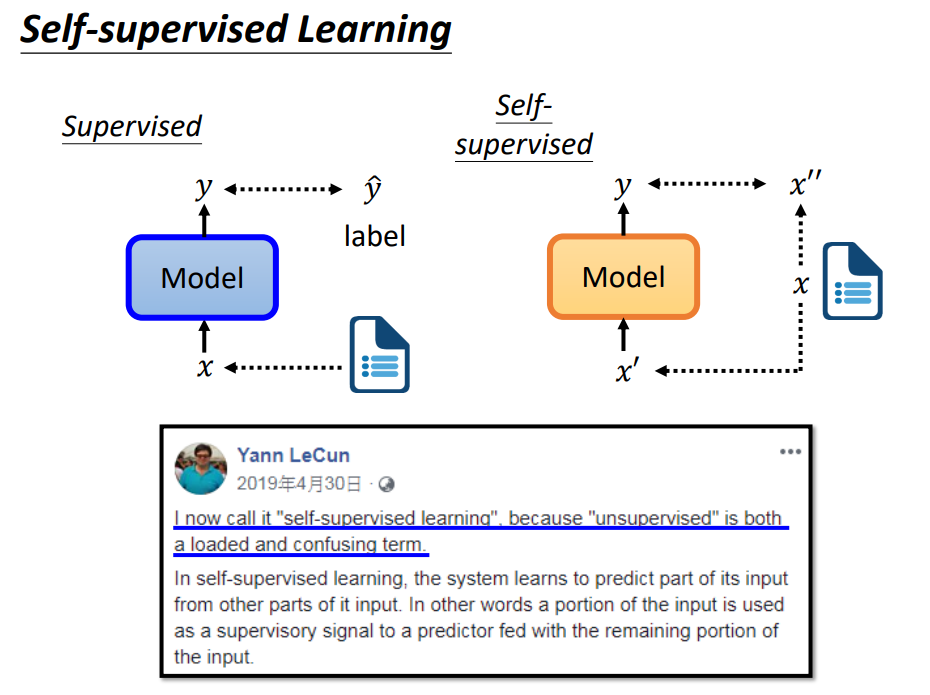 Self-supervised Learning
Supervised
Self-
supervised
y
ŷ
label
Model
x
y
x′′
Model
x
x′
Yann LeCun
2019年4月30日 ·
I now call it "self-supervised learning", because "unsupervised" is both
a loaded and confusing term.
In self-supervised learning, the system learns to predict part of its input
from other parts of it input. In other words a portion of the input is used
as a supervisory signal to a predictor fed with the remaining portion of
the input.